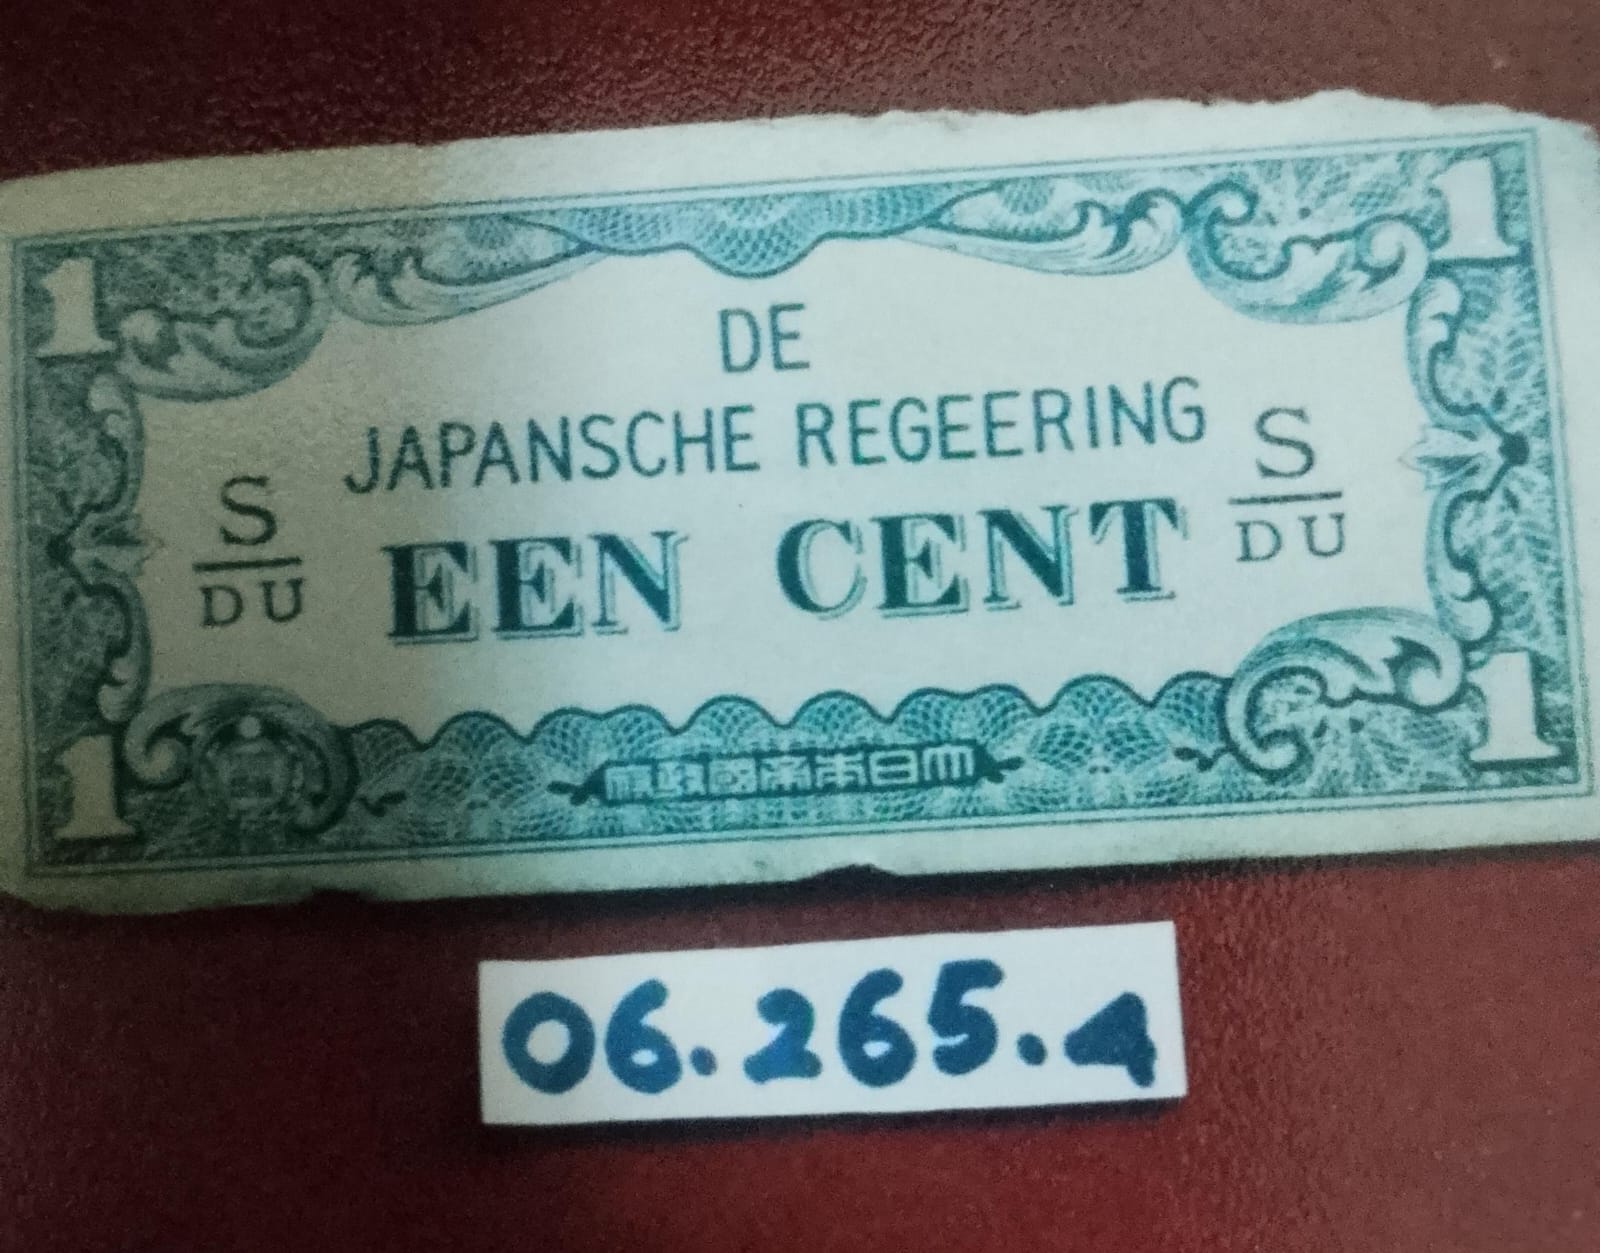 1 1
DE
JAPANSCHE REGEERING
S
DU
S
DU
EEN CENT
大日本帝國政府
1 1
06.265.4